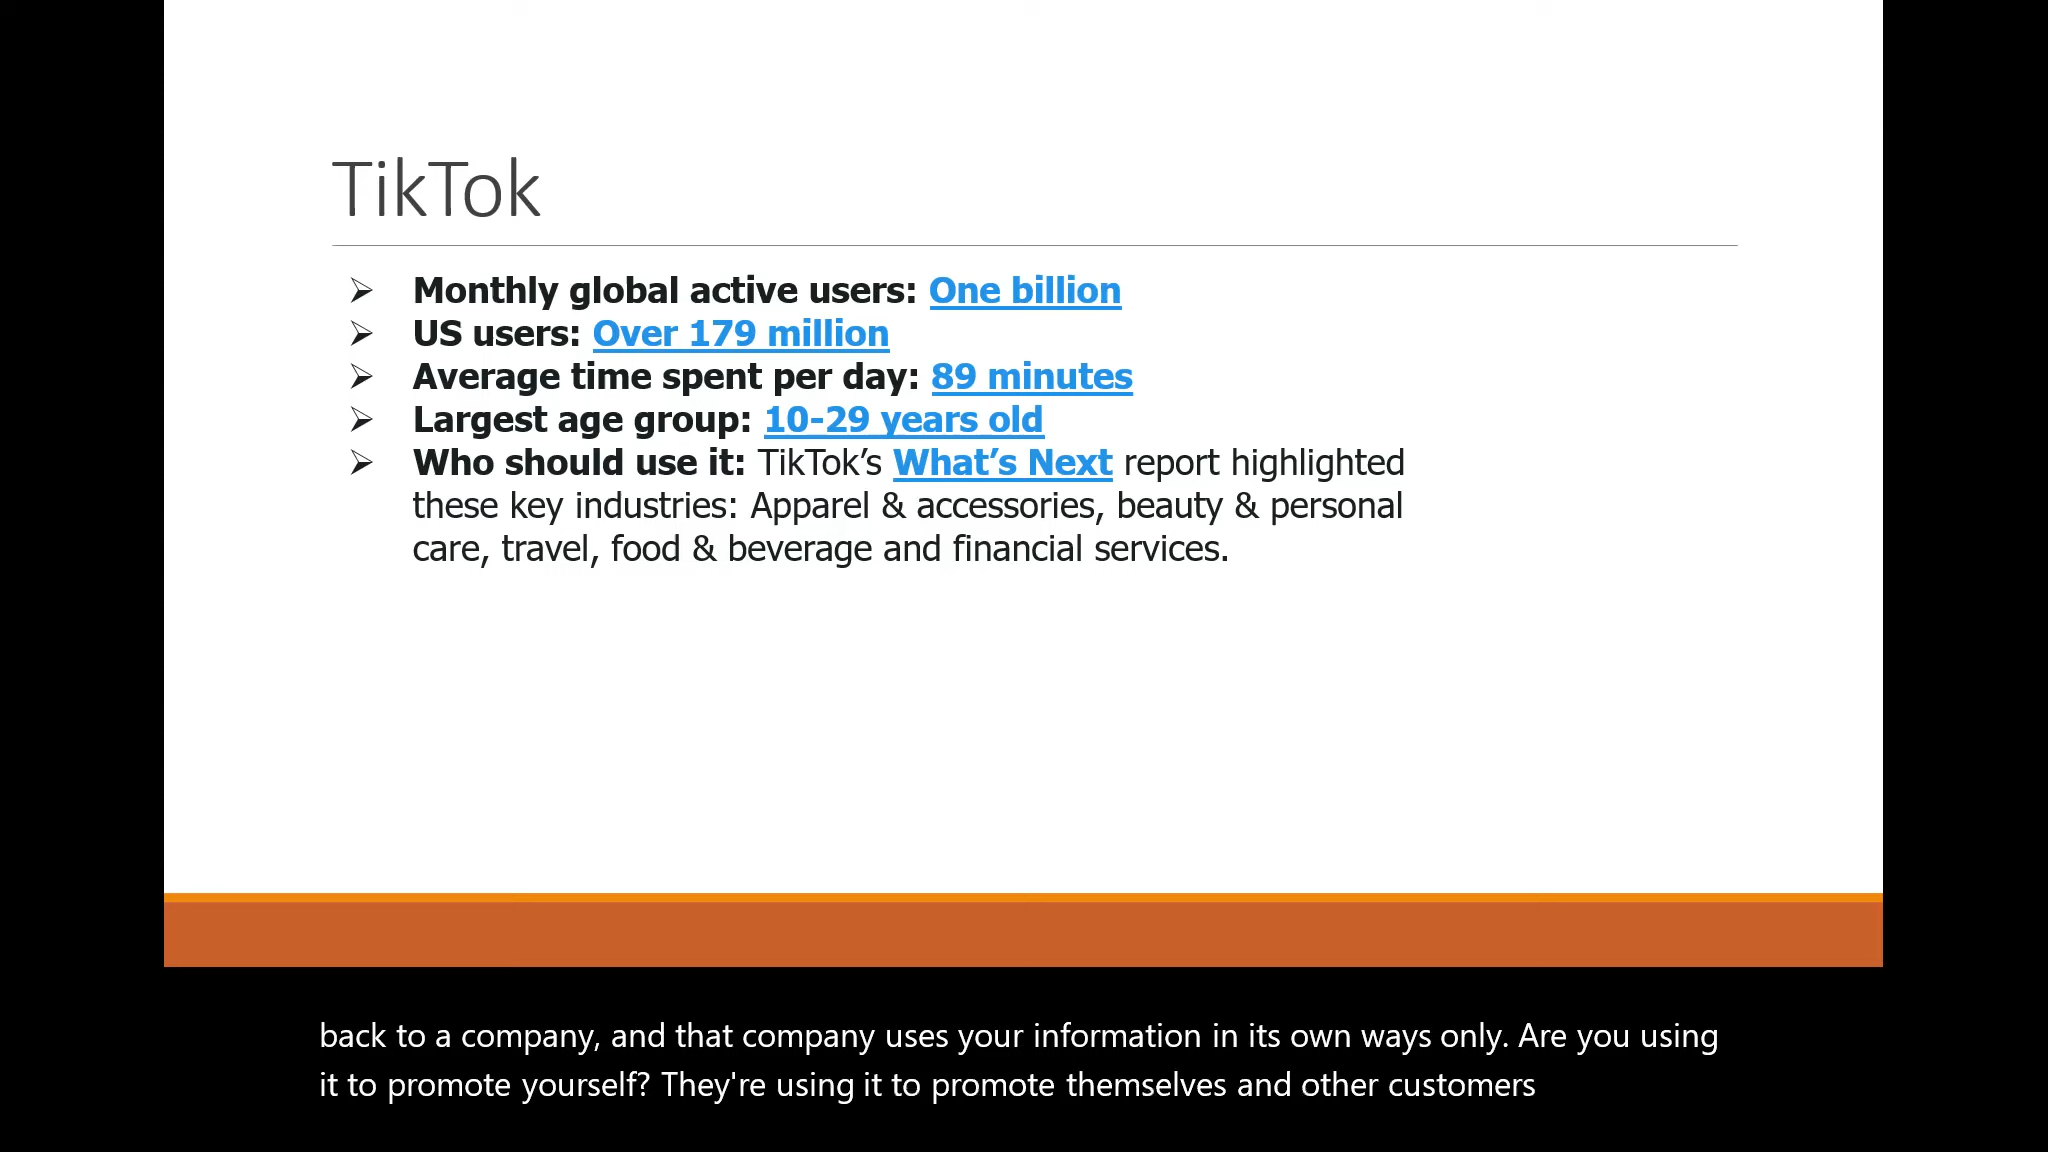 TikTok
➢ Monthly global active users: One billion
➢ US users: Over 179 million
➢ Average time spent per day: 89 minutes
➢ Largest age group: 10-29 years old
➢ Who should use it: TikTok’s What’s Next report highlighted
these key industries: Apparel & accessories, beauty & personal
care, travel, food & beverage and financial services.
back to a company, and that company uses your information in its own ways only. Are you using
it to promote yourself? They're using it to promote themselves and other customers